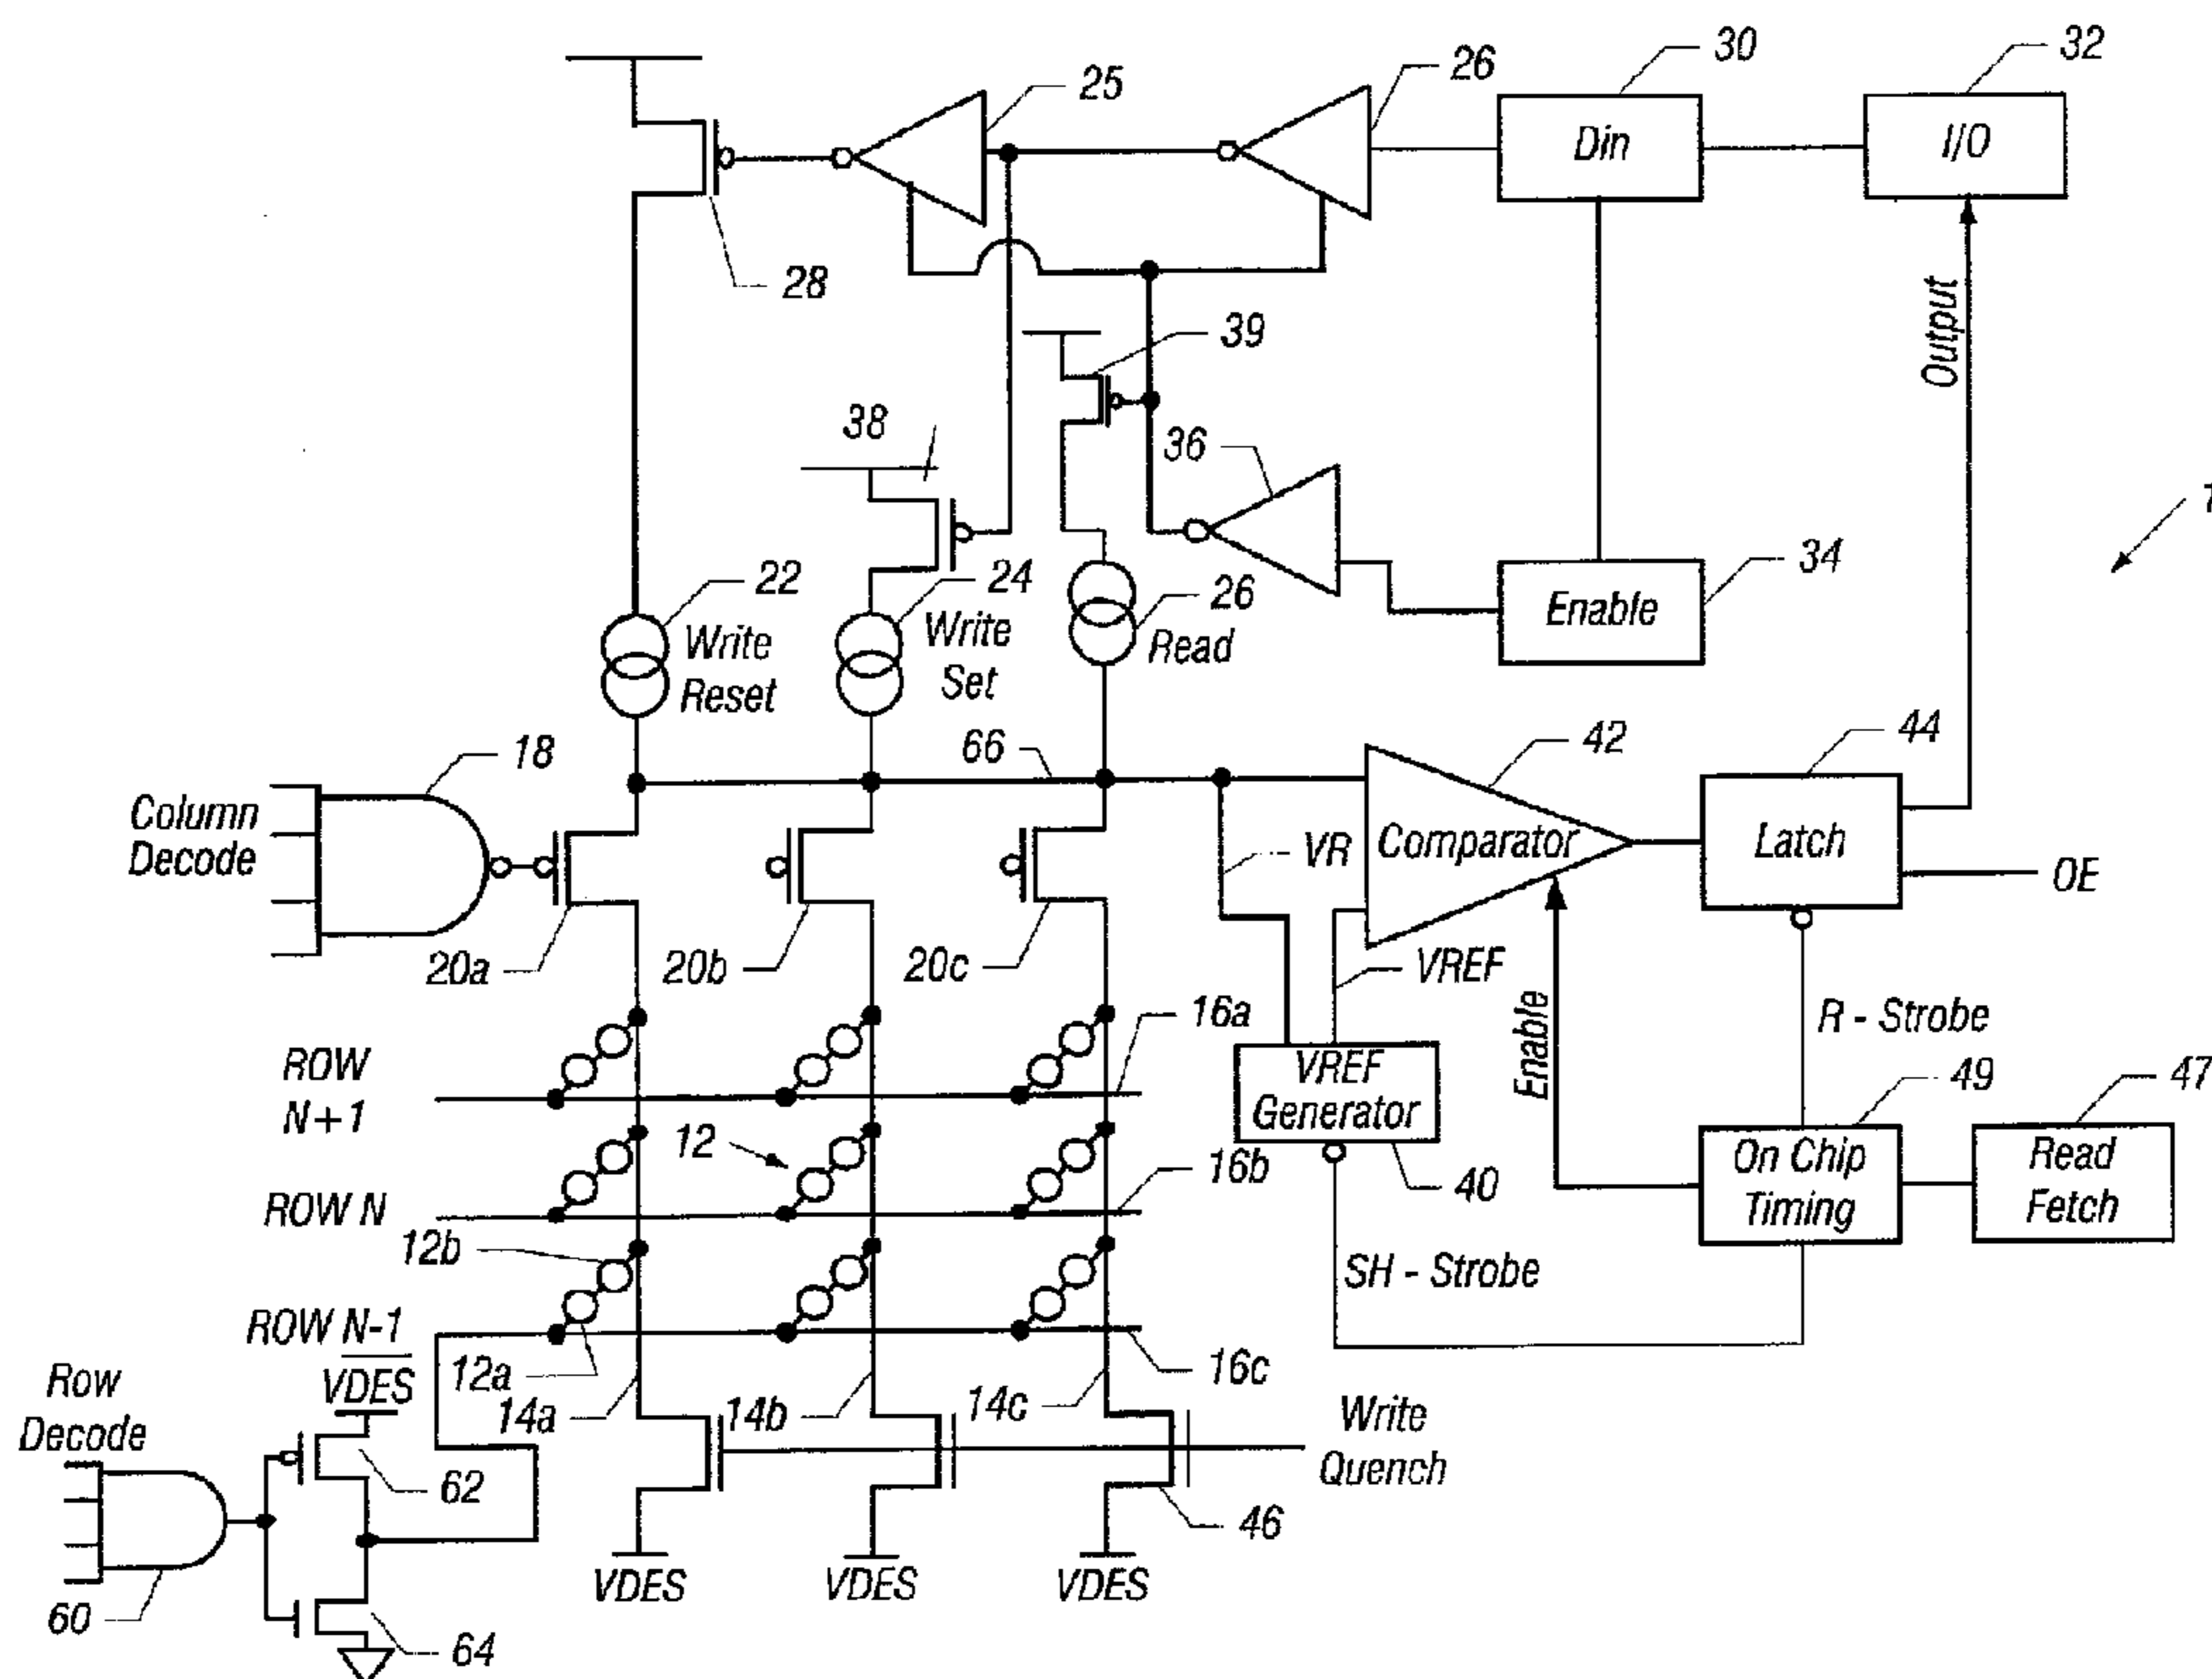 30
32
25
26
Din
I/O
28
39
Output
38
36
22
24
26
34
Write
Reset
Write
Set
Read
Enable
18
66
42
44
Column
Decode
VR
Comparator
Latch
OE
20a
20b
20c
VREF
16a
Enable
R - Strobe
ROW
N+1
VREF
Generator
49
47
12
16b
40
On Chip
Timing
Read
Fetch
ROW N
12b
SH - Strobe
ROW N-1
12a
16c
VDES
14a
14b
14c
Row
Decode
Write
Quench
62
46
VDES
VDES
VDES
60
64